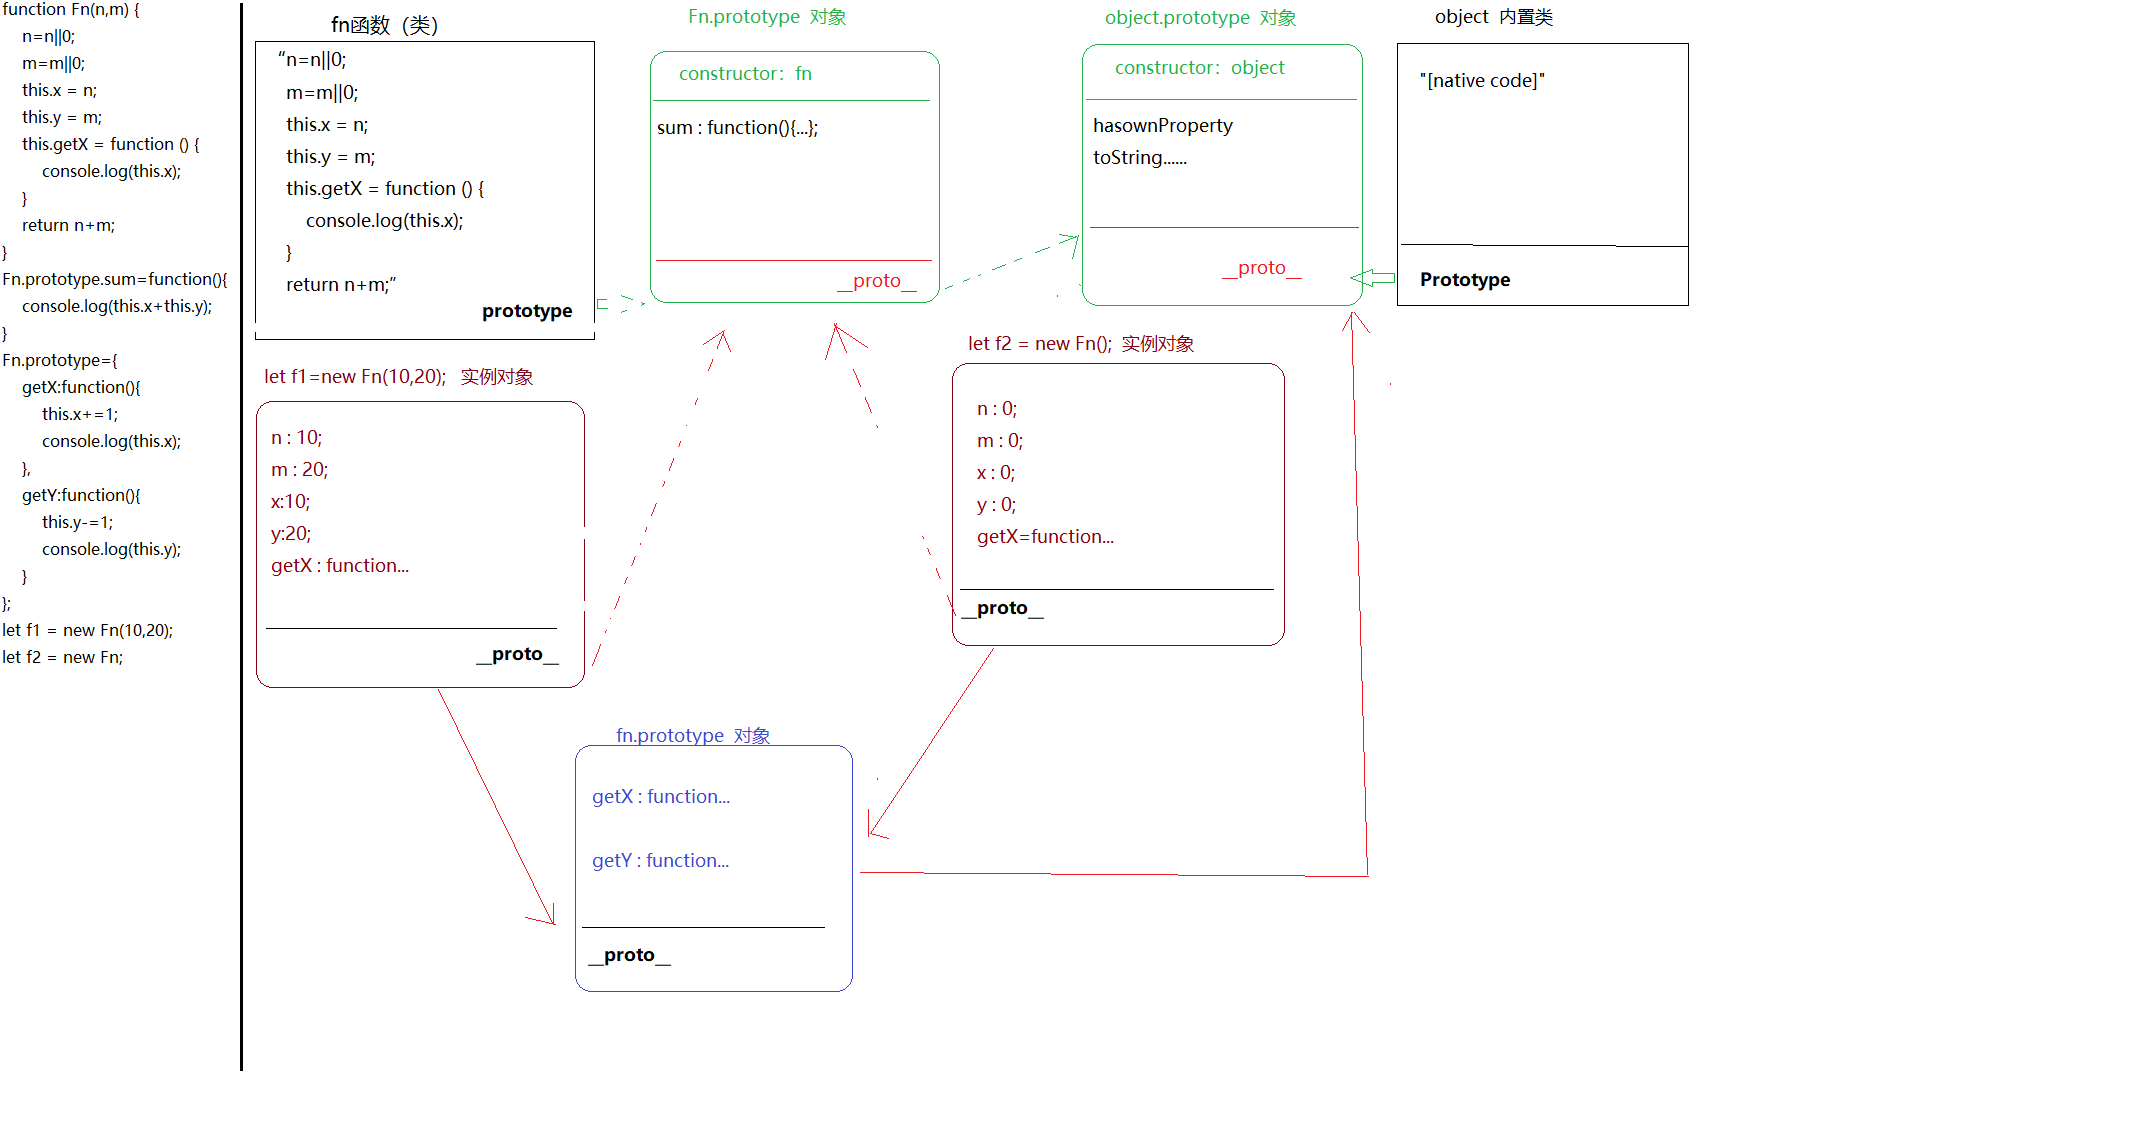 function Fn(n,m) {
n=n||0;
m=m||0;
this.x = n;
this.y = m;
this.getX = function () {
console.log(this.x);
}
return n+m;
}
Fn.prototype.sum=function(){
console.log(this.x+this.y);
}
Fn.prototype={
getX:function(){
this.x+=1;
console.log(this.x);
},
getY:function(){
this.y-=1;
console.log(this.y);
}
};
let f1 = new Fn(10,20);
let f2 = new Fn;
fn函数（类）
“n=n||0;
m=m||0;
this.x = n;
this.y = m;
this.getX = function () {
console.log(this.x);
}
return n+m;“
prototype
Fn.prototype 对象
constructor：fn
sum : function(){...};
__proto__
object.prototype 对象
constructor：object
hasownProperty
toString......
__proto__
object 内置类
"[native code]"
Prototype
let f1=new Fn(10,20); 实例对象
n : 10;
m : 20;
x:10;
y:20;
getX : function...
__proto__
let f2 = new Fn(); 实例对象
n : 0;
m : 0;
x : 0;
y : 0;
getX=function...
__proto__
fn.prototype 对象
getX : function...
getY : function...
__proto__